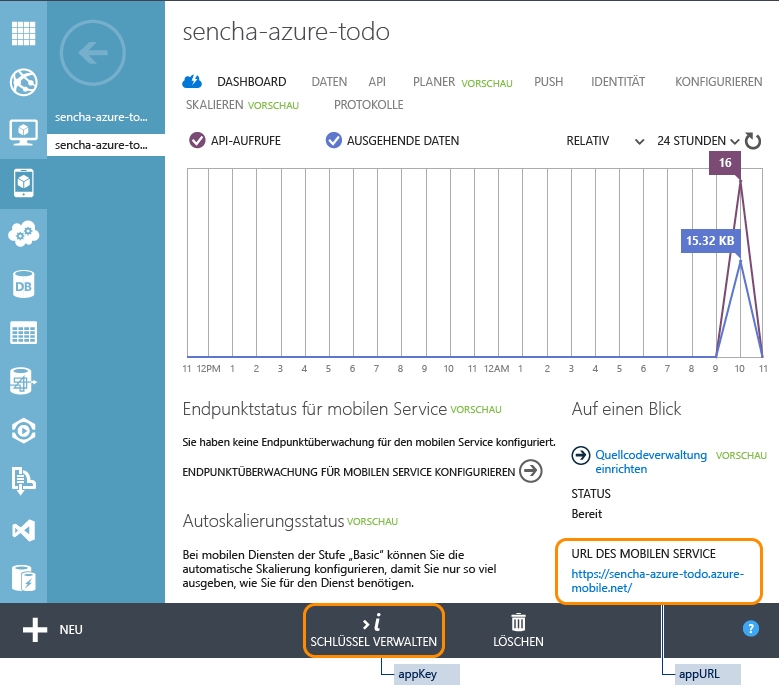 sencha-azure-todo
sencha-azure-to...
sencha-azure-to...
DB
DASHBOARD DATEN API PLANER VORSCHAU PUSH IDENTITÄT KONFIGURIEREN
SKALIEREN VORSCHAU PROTOKOLLE
API-AUFRUFE AUSGEHENDE DATEN RELATIV 24 STUNDEN
16
15.32 KB
11 12PM 1 2 3 4 5 6 7 8 9 10 11 12AM 1 2 3 4 5 6 7 8 9 10 11
Endpunktstatus für mobilen Service VORSCHAU
Sie haben keine Endpunktüberwachung für den mobilen Service konfiguriert.
ENDPUNKTÜBERWACHUNG FÜR MOBILEN SERVICE KONFIGURIEREN
Autoskalierungsstatus VORSCHAU
Bei mobilen Diensten der Stufe „Basic“ können Sie die
automatische Skalierung konfigurieren, damit Sie nur so viel
ausgeben, wie Sie für den Dienst benötigen.
Auf einen Blick
Quellcodeverwaltung VORSCHAU
einrichten
STATUS
Bereit
URL DES MOBILEN SERVICE
https://sencha-azure-todo.azure-
mobile.net/
NEU
SCHLÜSSEL VERWALTEN
LÖSCHEN
?
appKey
appURL